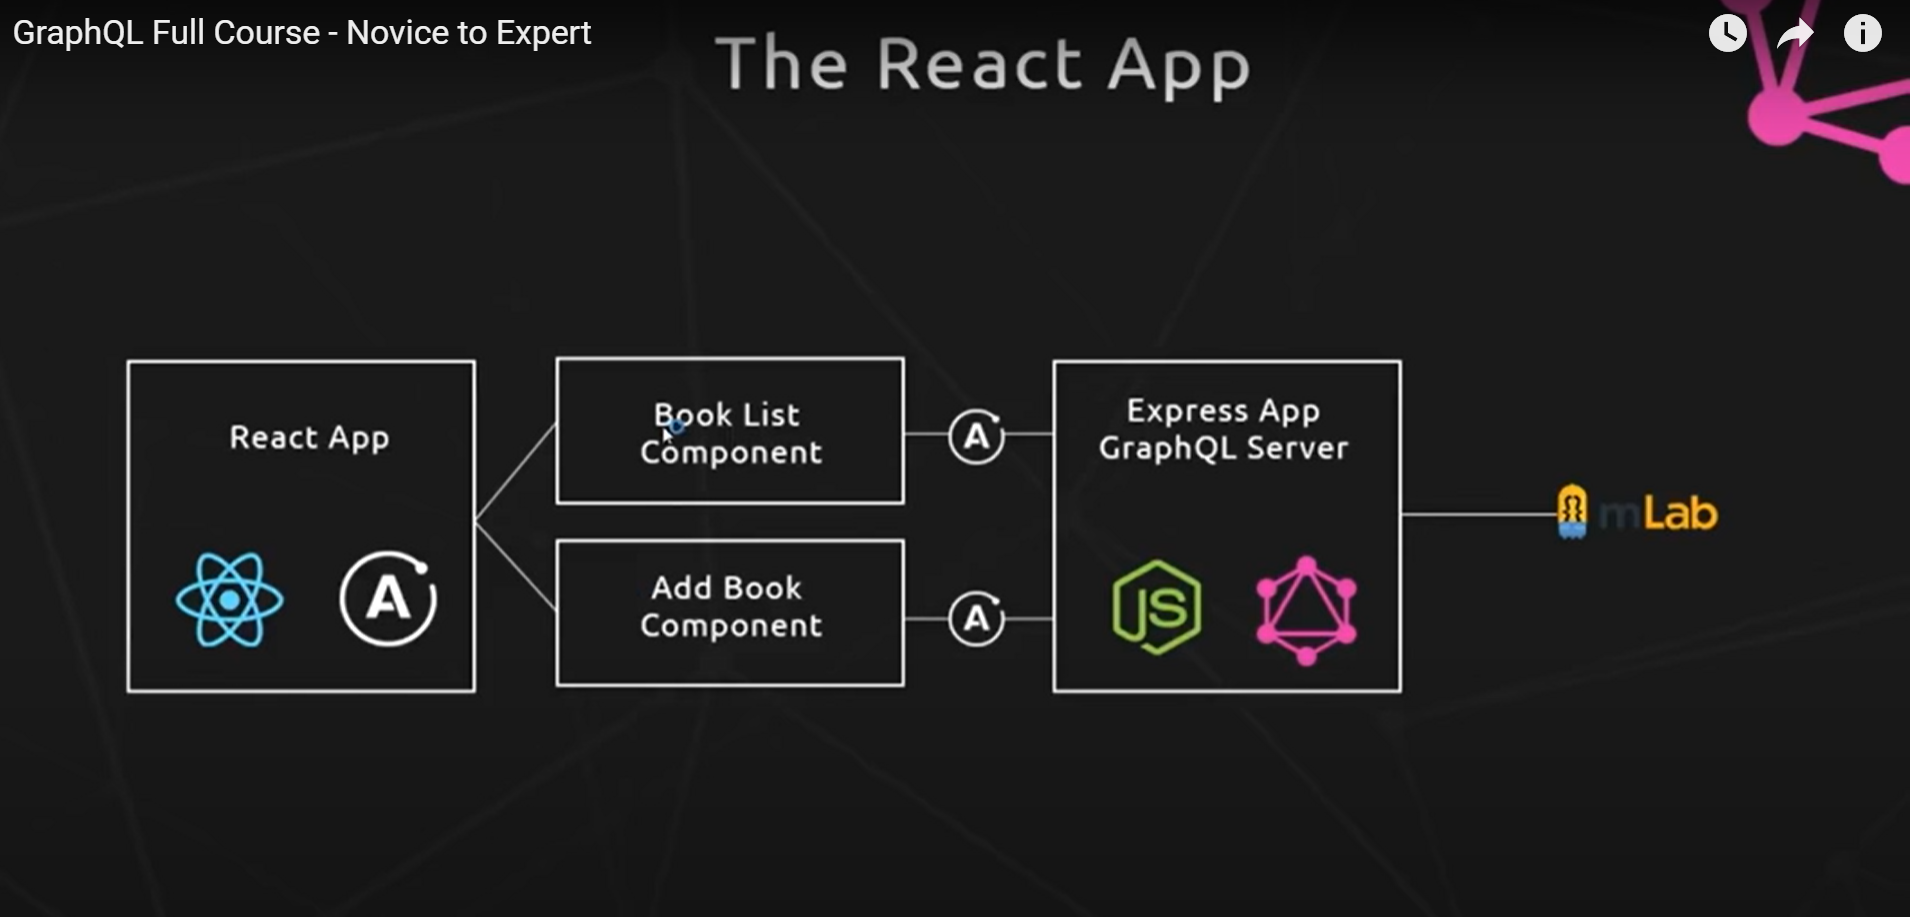 GraphQL Full Course - Novice to Expert
The React App
React App
A
Book List
Component
A
Add Book
Component
A
Express App
GraphQL Server
JS
mLab